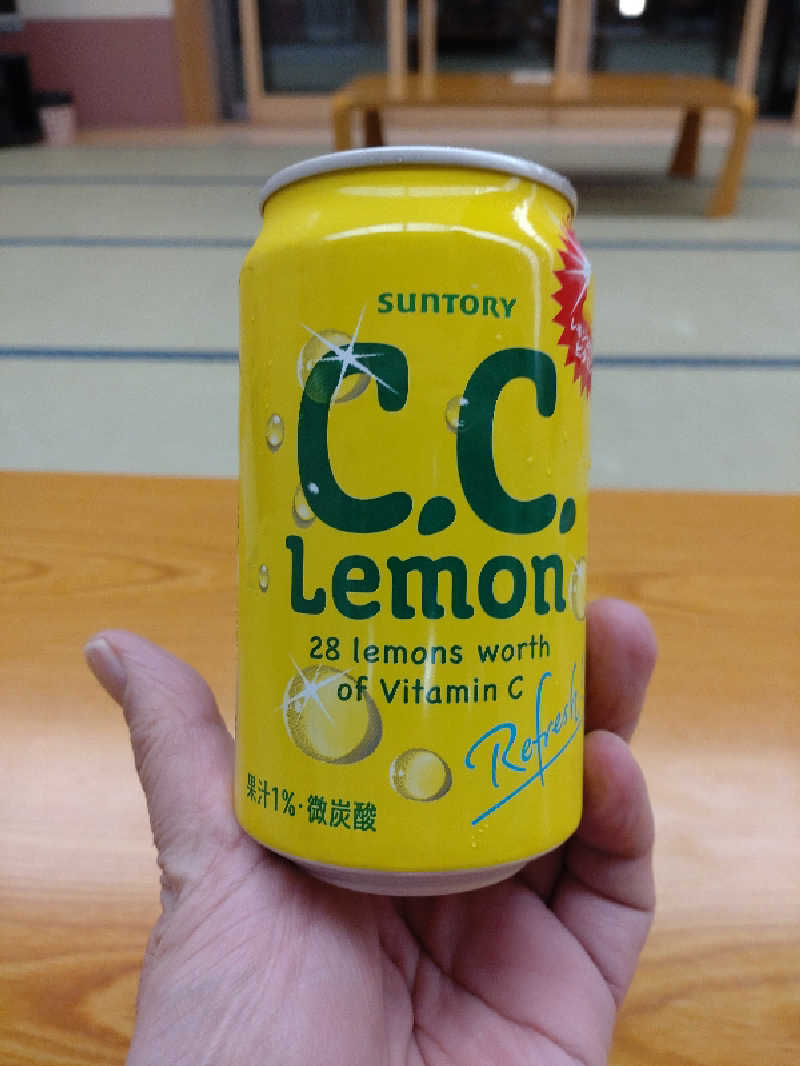 SUNTORY
C.C.
Lemon
28 lemons worth
of Vitamin C
Refresh
果汁1%・微炭酸